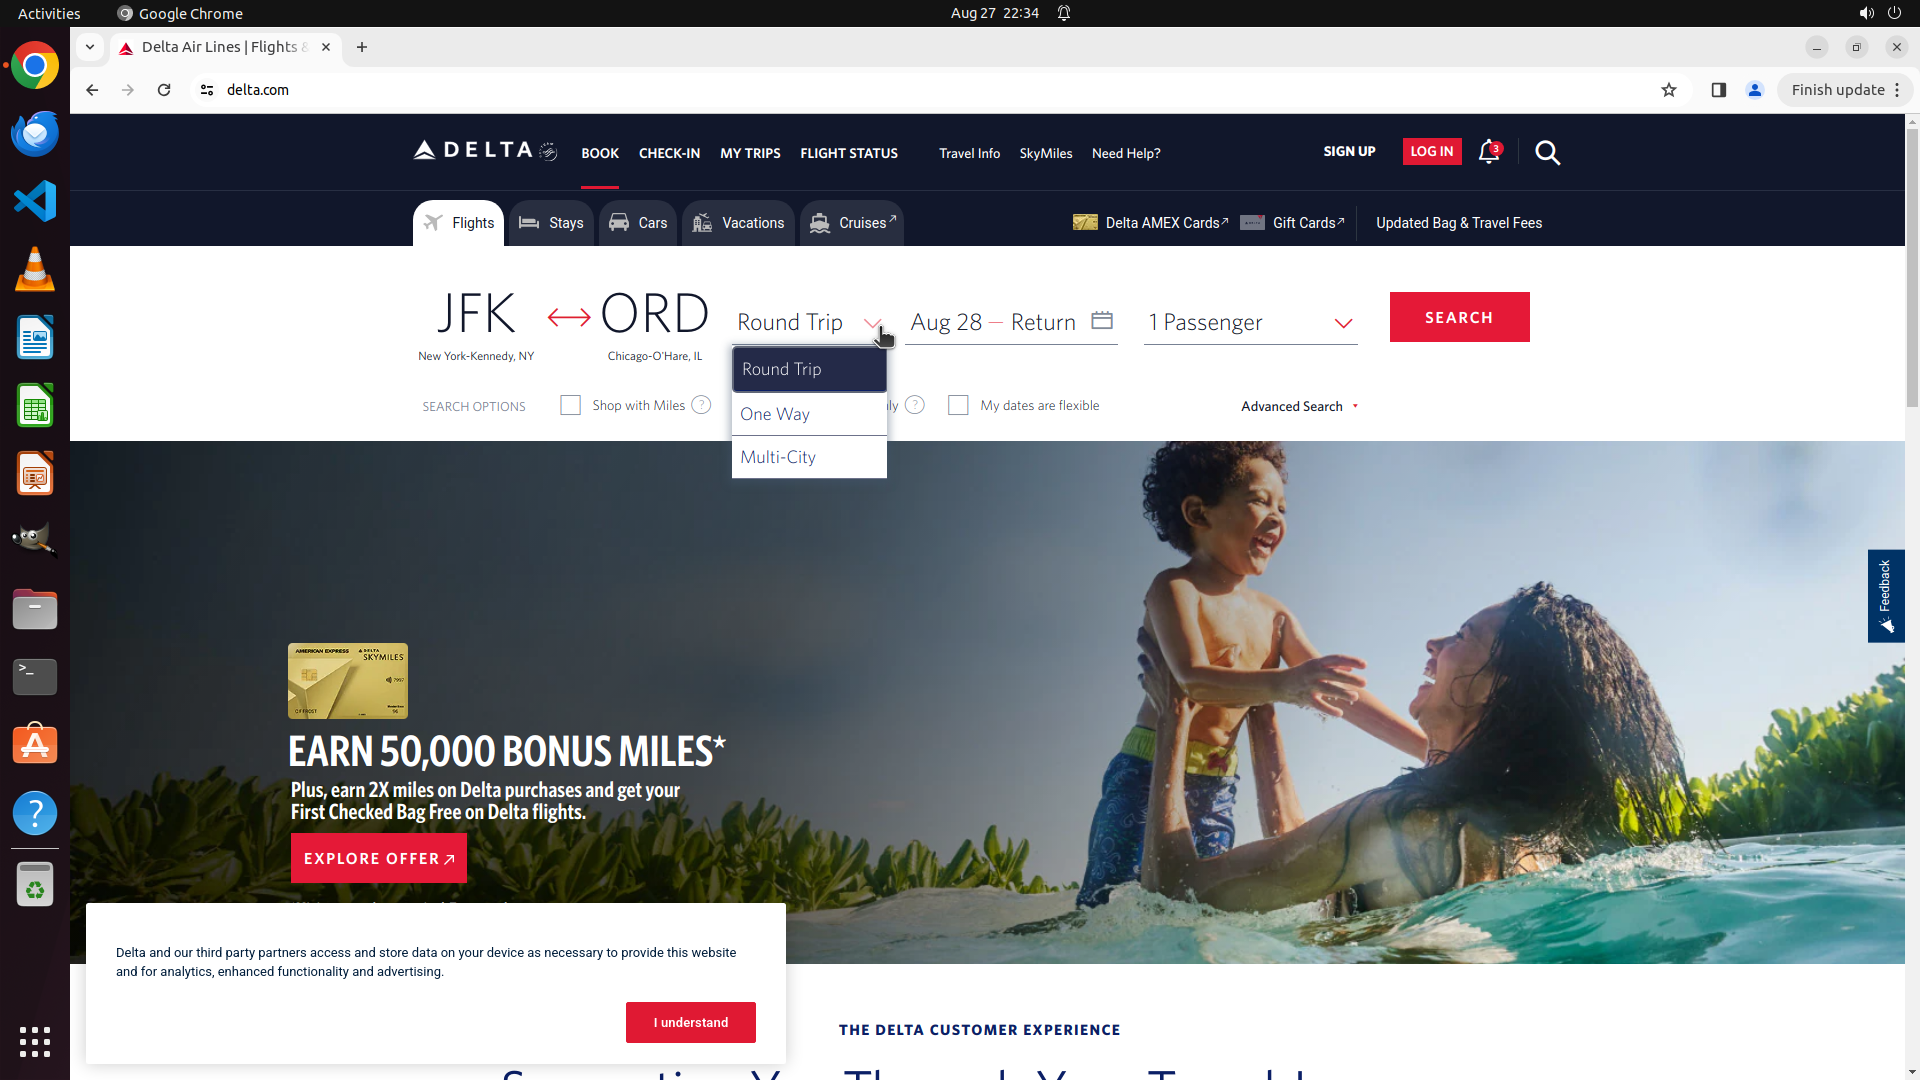 Activities
Google Chrome
Aug 27 22:34
Delta Air Lines | Flights &
delta.com
Finish update
DELTA
BOOK
CHECK-IN
MY TRIPS
FLIGHT STATUS
Travel Info
SkyMiles
Need Help?
SIGN UP
LOG IN
3
Flights
Stays
Cars
Vacations
Cruises
Delta AMEX Cards
Gift Cards
Updated Bag & Travel Fees
JFK
New York-Kennedy, NY
ORD
Chicago-O'Hare, IL
Round Trip
Aug 28 — Return
1 Passenger
SEARCH
Round Trip
One Way
Multi-City
SEARCH OPTIONS
Shop with Miles ?
ly ?
My dates are flexible
Advanced Search
Feedback
AMERICAN EXPRESS
DELTA
SKYMILES
EARN 50,000 BONUS MILES*
Plus, earn 2X miles on Delta purchases and get your
First Checked Bag Free on Delta flights.
EXPLORE OFFER
Delta and our third party partners access and store data on your device as necessary to provide this website
and for analytics, enhanced functionality and advertising.
I understand
THE DELTA CUSTOMER EXPERIENCE